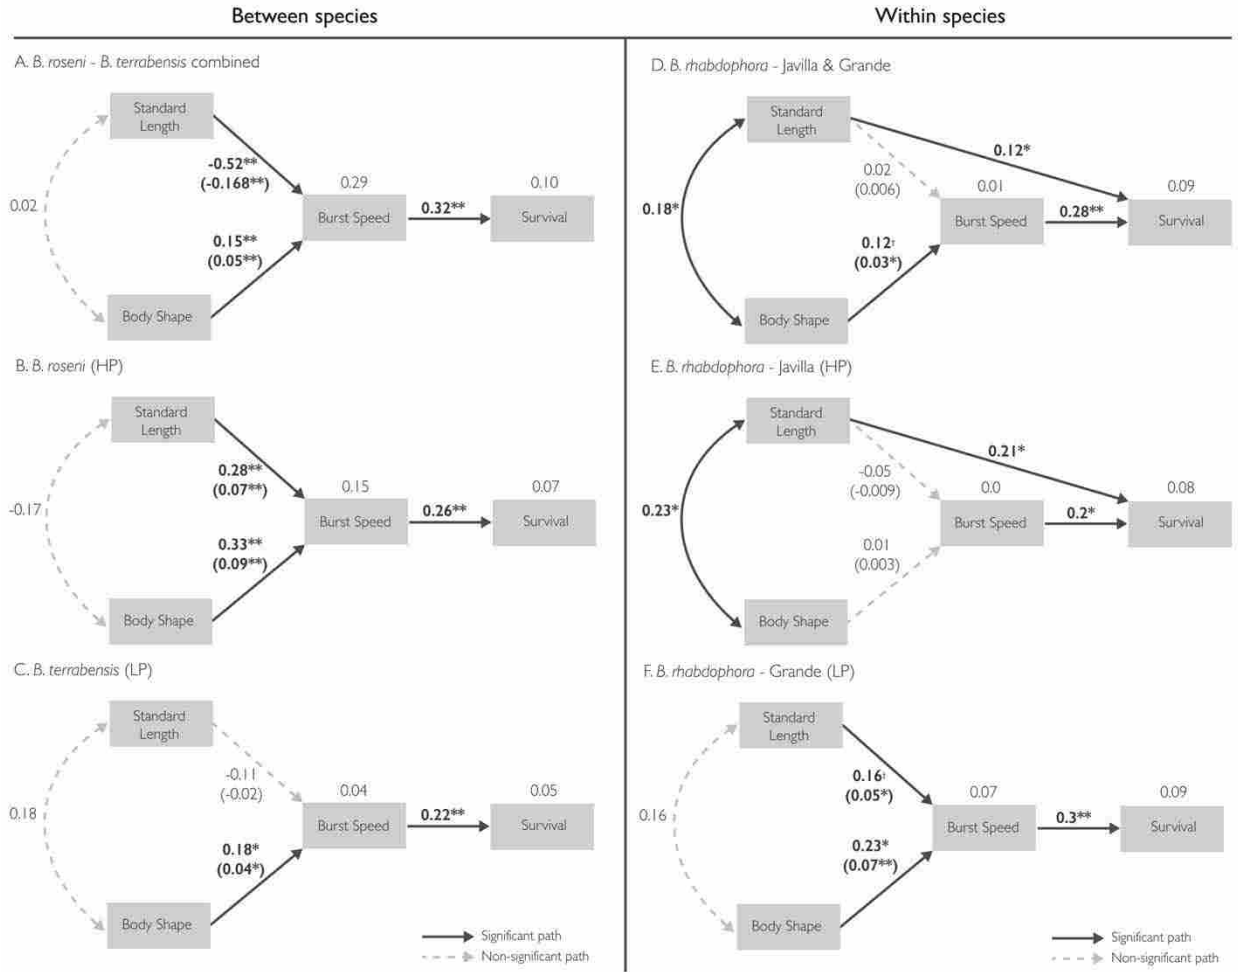 Between species
A. B. roseni - B. terrabensis combined
Standard
Length
-0.52**
(-0.168**)
0.29
0.10
0.02
Burst Speed
0.32**
Survival
0.15**
(0.05**)
Body Shape
B. B. roseni (HP)
Standard
Length
0.28**
(0.07**)
0.15
0.07
-0.17
Burst Speed
0.26**
Survival
0.33**
(0.09**)
Body Shape
C. B. terrabensis (LP)
Standard
Length
-0.11
(-0.02)
0.04
0.05
0.18
Burst Speed
0.22**
Survival
0.18*
(0.04*)
Body Shape
Significant path
Non-significant path
Within species
D. B. rhabdophora - Javilla & Grande
Standard
Length
0.12*
0.02
(0.006)
0.01
0.09
0.18*
Burst Speed
0.28**
Survival
0.12†
(0.03*)
Body Shape
E. B. rhabdophora - Javilla (HP)
Standard
Length
0.21*
-0.05
(-0.009)
0.0
0.08
0.23*
Burst Speed
0.2*
Survival
0.01
(0.003)
Body Shape
F. B. rhabdophora - Grande (LP)
Standard
Length
0.16†
(0.05*)
0.07
0.09
0.16
Burst Speed
0.3**
Survival
0.23*
(0.07**)
Body Shape
Significant path
Non-significant path